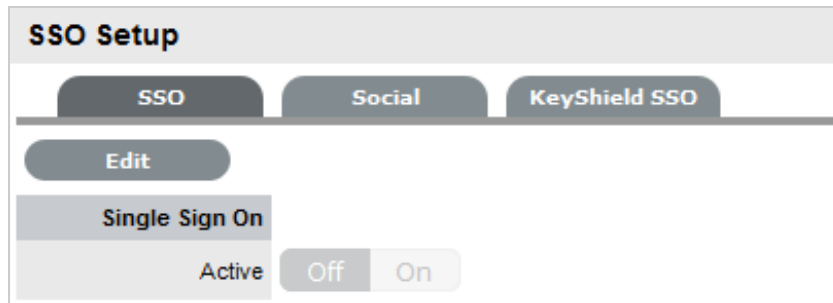 SSO Setup
SSO Social KeyShield SSO
Edit
Single Sign On
Active Off On